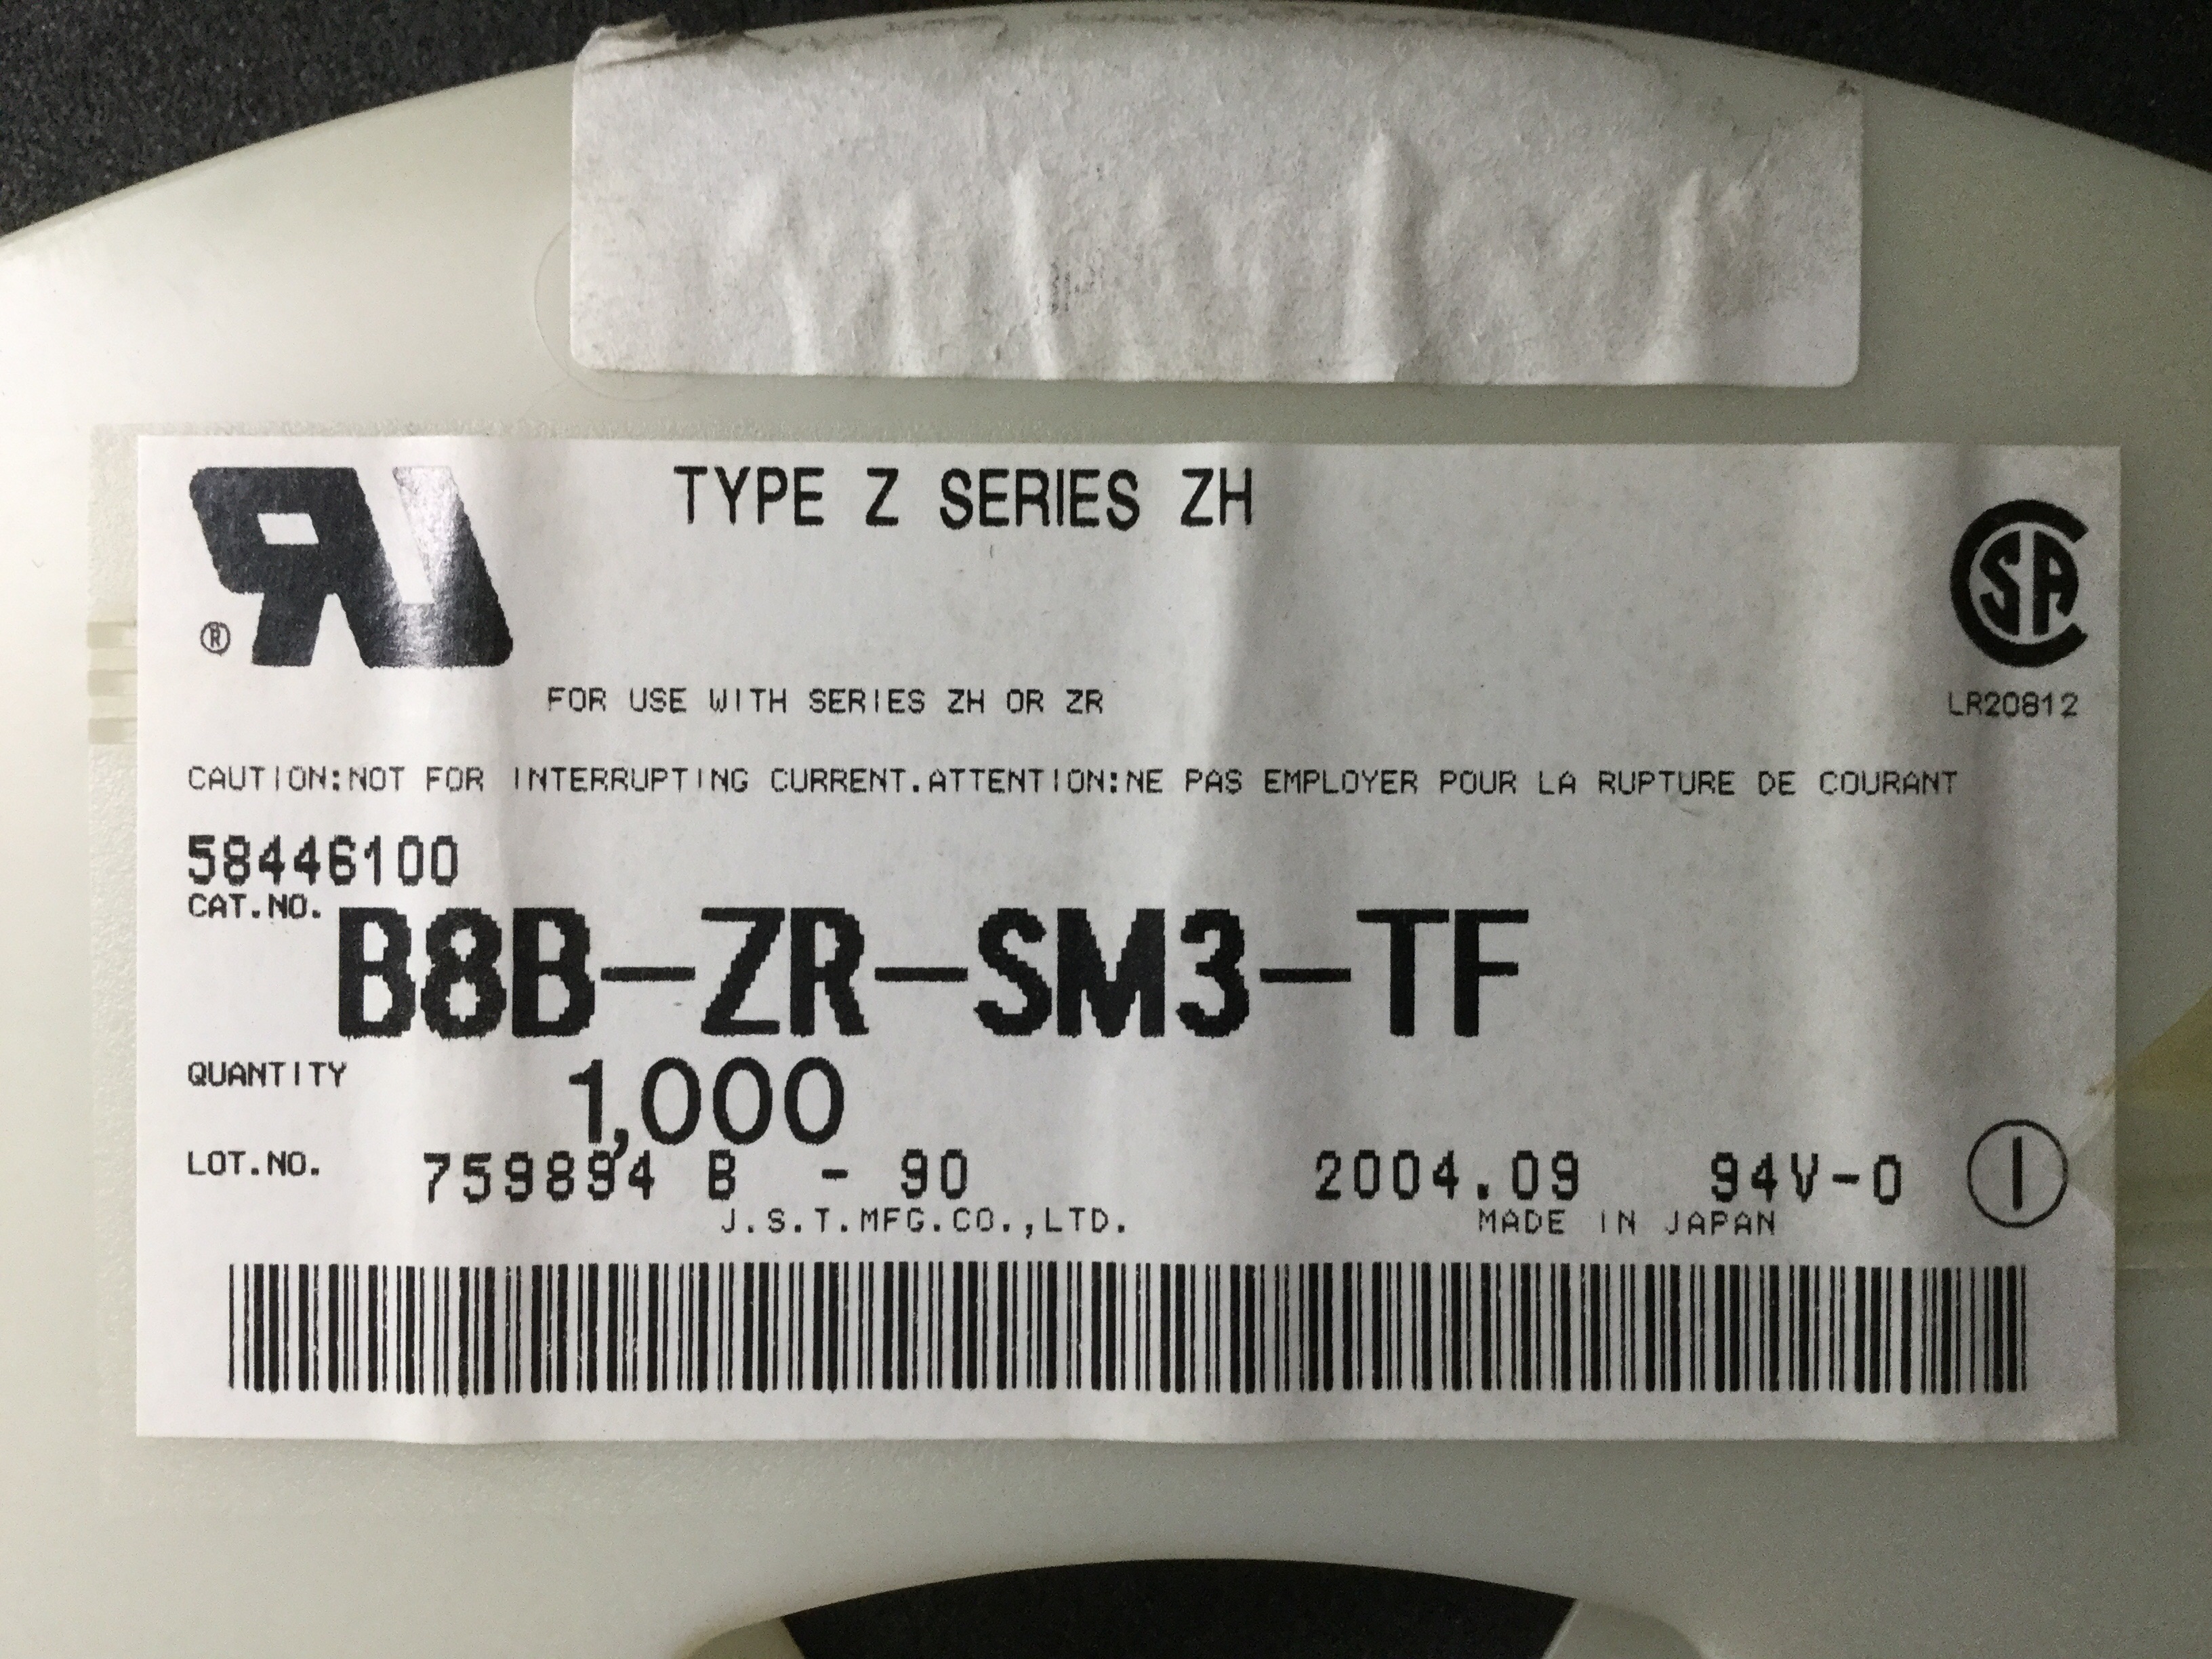 TYPE Z SERIES ZH
®
SA
FOR USE WITH SERIES ZH OR ZR
LR20812
CAUTION:NOT FOR INTERRUPTING CURRENT.ATTENTION:NE PAS EMPLOYER POUR LA RUPTURE DE COURANT
58446100
CAT.NO. B8B-ZR-SM3-TF
QUANTITY 1,000
LOT.NO. 759894 B - 90 2004.09 94V-0 1
J.S.T.MFG.CO.,LTD. MADE IN JAPAN